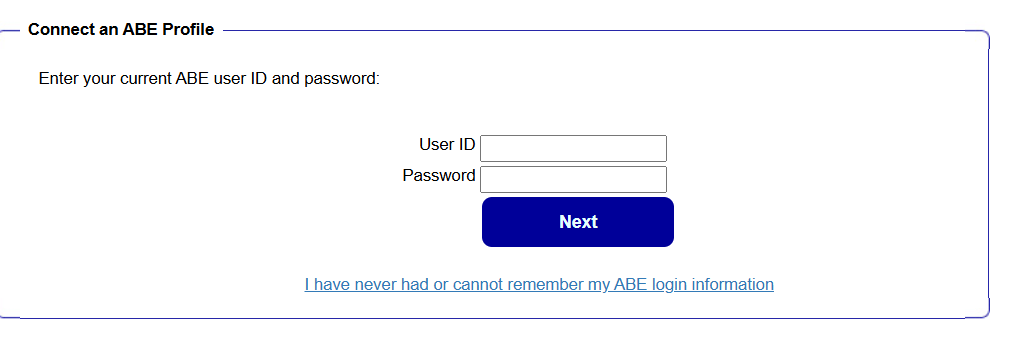 Connect an ABE Profile
Enter your current ABE user ID and password:
User ID
Password
Next
I have never had or cannot remember my ABE login information